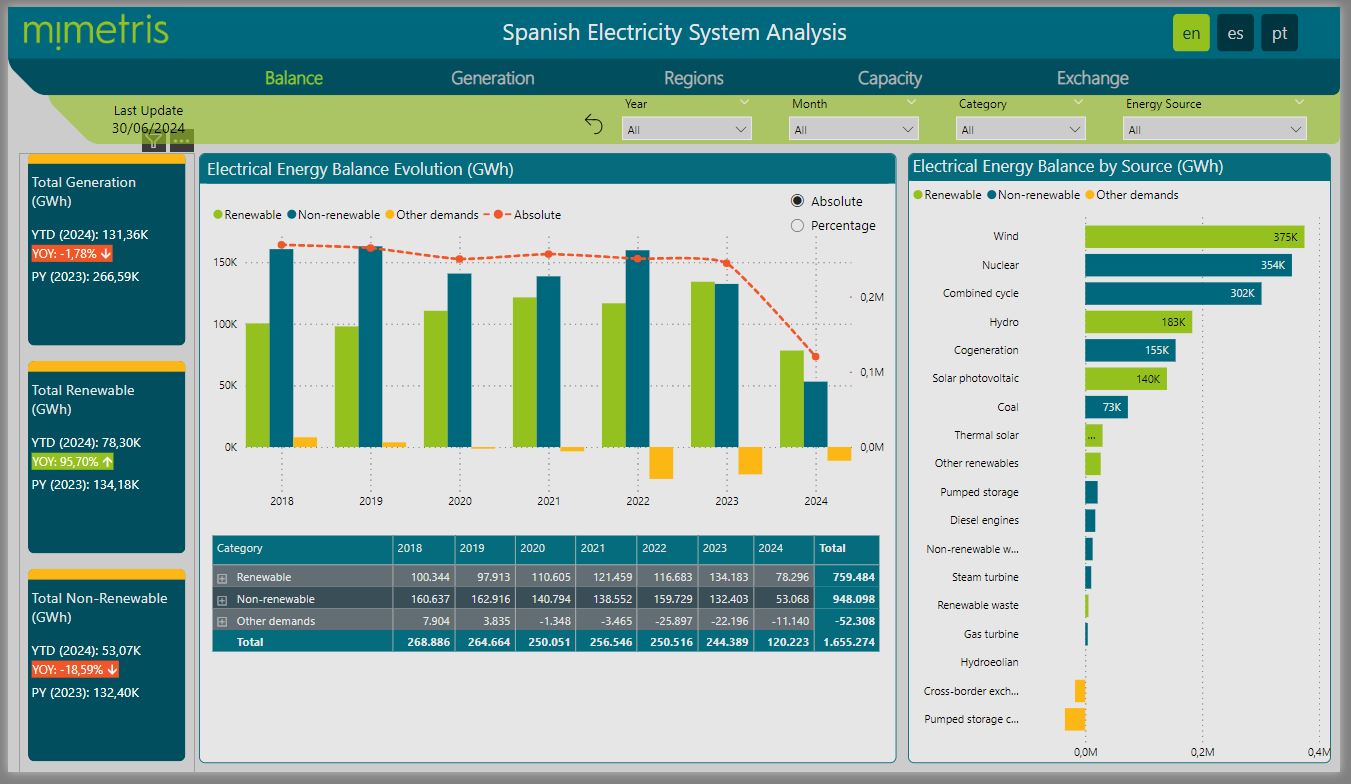 mimetris
Spanish Electricity System Analysis
en es pt
Balance Generation Regions Capacity Exchange
Last Update
30/06/2024
Year Month Category Energy Source
All All All All
Total Generation
(GWh)
YTD (2024): 131,36K
YOY: -1,78% ↓
PY (2023): 266,59K
Total Renewable
(GWh)
YTD (2024): 78,30K
YOY: 95,70% ↑
PY (2023): 134,18K
Total Non-Renewable
(GWh)
YTD (2024): 53,07K
YOY: -18,59% ↓
PY (2023): 132,40K
Electrical Energy Balance Evolution (GWh)
Absolute
Percentage
Renewable Non-renewable Other demands Absolute
150K
100K
50K
0K
0,2M
0,1M
0,0M
2018 2019 2020 2021 2022 2023 2024
Category 2018 2019 2020 2021 2022 2023 2024 Total
Renewable 100.344 97.913 110.605 121.459 116.683 134.183 78.296 759.484
Non-renewable 160.637 162.916 140.794 138.552 159.729 132.403 53.068 948.098
Other demands 7.904 3.835 -1.348 -3.465 -25.897 -22.196 -11.140 -52.308
Total 268.886 264.664 250.051 256.546 250.516 244.389 120.223 1.655.274
Electrical Energy Balance by Source (GWh)
Renewable Non-renewable Other demands
Wind 375K
Nuclear 354K
Combined cycle 302K
Hydro 183K
Cogeneration 155K
Solar photovoltaic 140K
Coal 73K
Thermal solar ...
Other renewables
Pumped storage
Diesel engines
Non-renewable w...
Steam turbine
Renewable waste
Gas turbine
Hydroeolian
Cross-border exch...
Pumped storage c...
0,0M 0,2M 0,4M